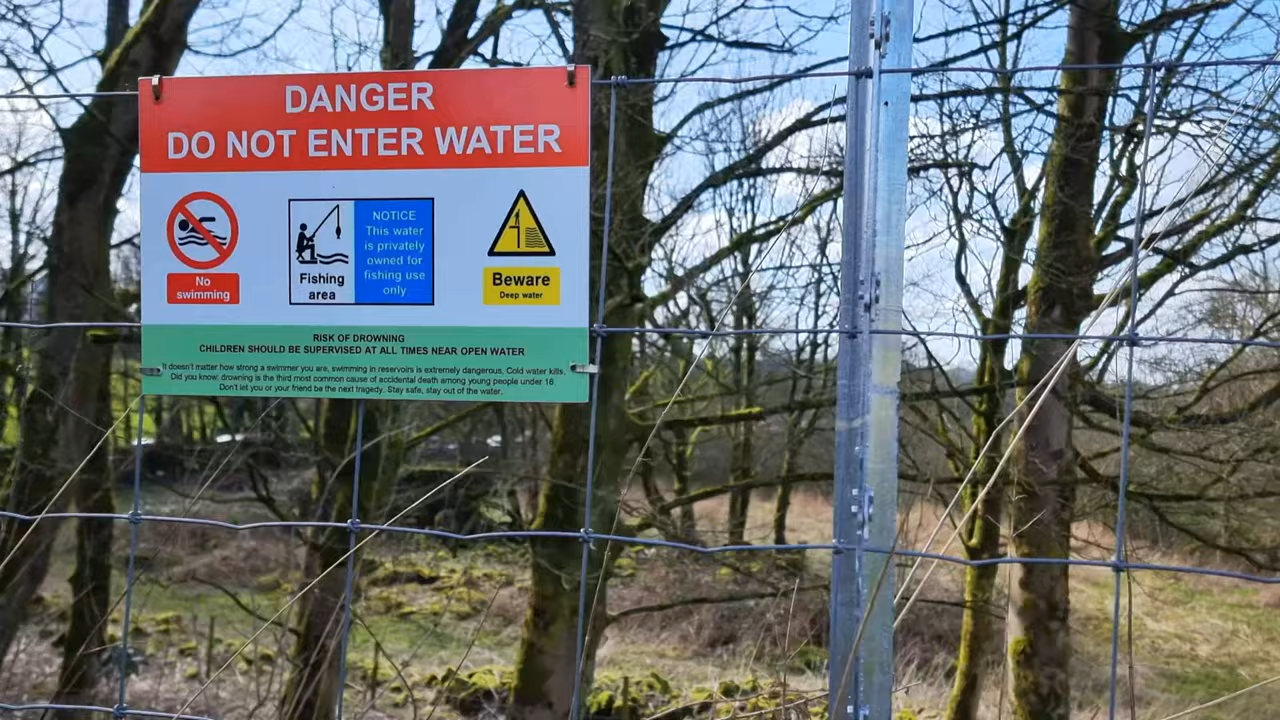 DANGER
DO NOT ENTER WATER
No
swimming
Fishing
area
NOTICE
This water
is privately
owned for
fishing use
only
Beware
Deep water
RISK OF DROWNING
CHILDREN SHOULD BE SUPERVISED AT ALL TIMES NEAR OPEN WATER
It doesn't matter how strong a swimmer you are, swimming in reservoirs is extremely dangerous. Cold water kills.
Did you know: drowning is the third most common cause of accidental death among young people under 16.
Don't let you or your friend be the next tragedy. Stay safe, stay out of the water.